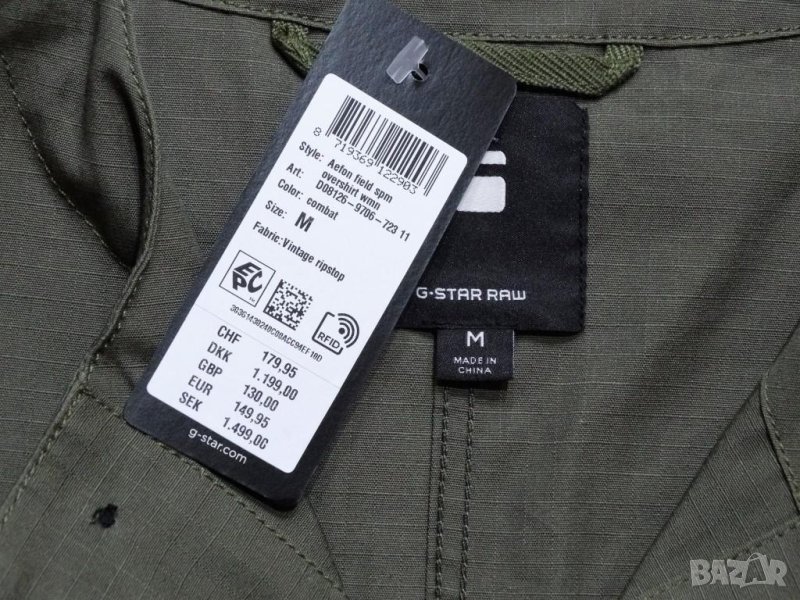 8 719369 122903
Style: Aefon field spm
overshirt wmn
Art: D08126-9706-723 11
Color: combat
Size: M
Fabric:Vintage ripstop
EPC
RFID
CHF 179,95
DKK 1.199,00
GBP 130,00
EUR 149,95
SEK 1.499,00
g-star.com
G-STAR RAW
M
MADE IN
CHINA
BAZAR